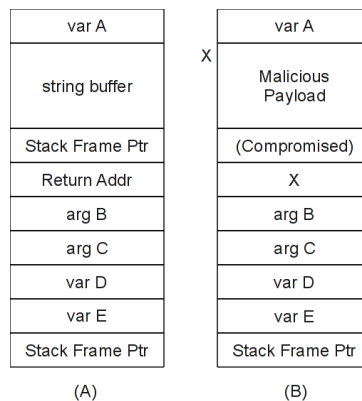 var A
string buffer
Stack Frame Ptr
Return Addr
arg B
arg C
var D
var E
Stack Frame Ptr
(A)
X
var A
Malicious
Payload
(Compromised)
X
arg B
arg C
var D
var E
Stack Frame Ptr
(B)